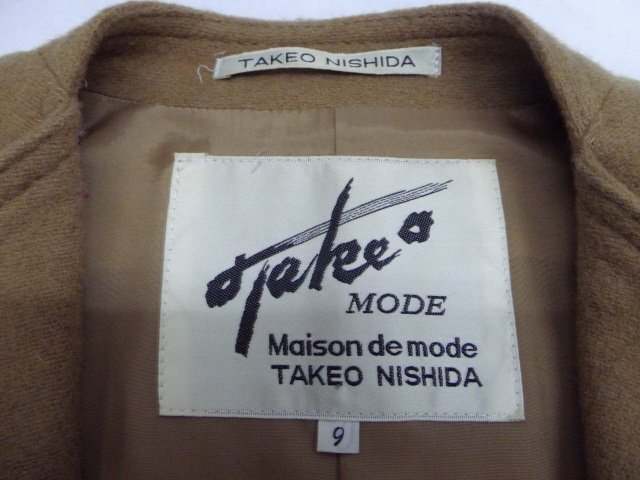 TAKEO NISHIDA
Takeo
MODE
Maison de mode
TAKEO NISHIDA
9